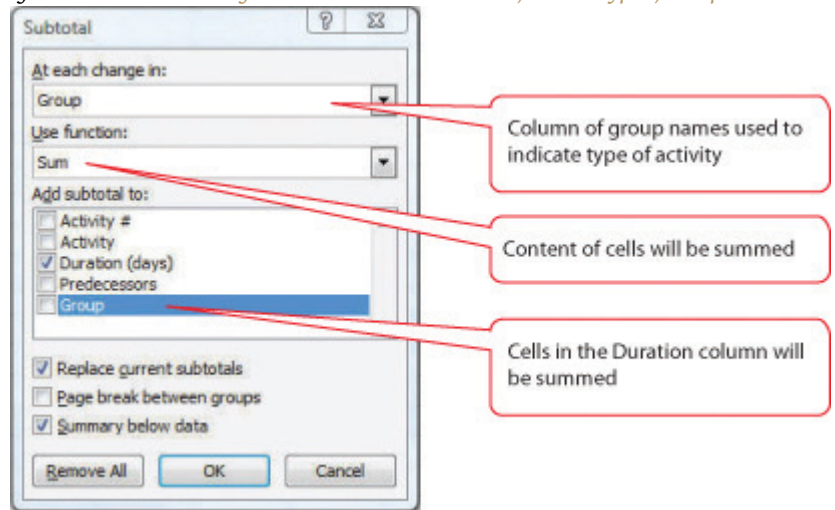 Subtotal
At each change in:
Group
Use function:
Sum
Add subtotal to:
Activity #
Activity
Duration (days)
Predecessors
Group
Replace current subtotals
Page break between groups
Summary below data
Remove All
OK
Cancel
Column of group names used to
indicate type of activity
Content of cells will be summed
Cells in the Duration column will
be summed